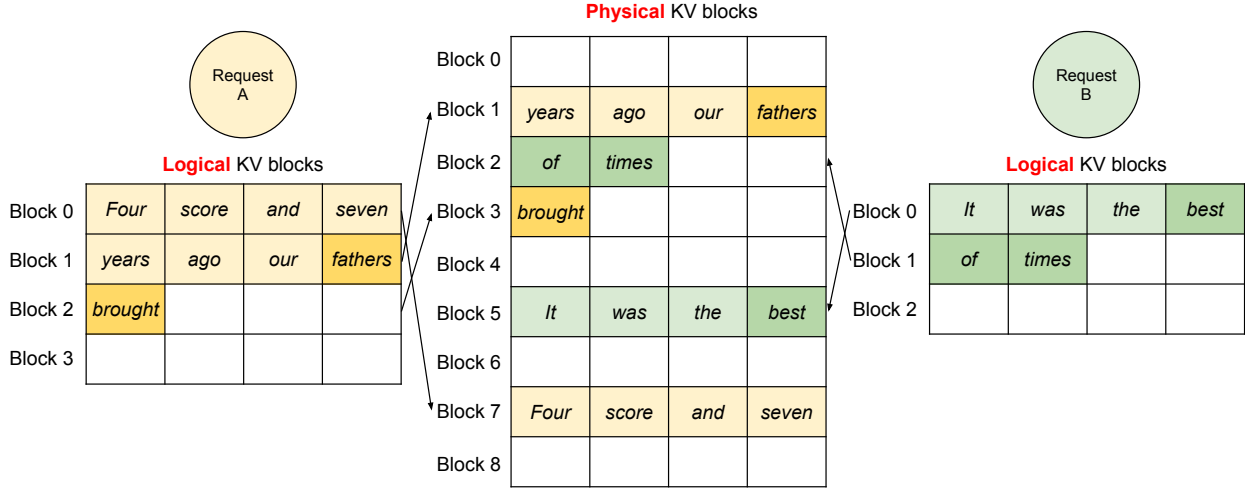 Request
A
Logical KV blocks
Block 0 Four score and seven
Block 1 years ago our fathers
Block 2 brought
Block 3
Physical KV blocks
Block 0
Block 1 years ago our fathers
Block 2 of times
Block 3 brought
Block 4
Block 5 It was the best
Block 6
Block 7 Four score and seven
Block 8
Request
B
Logical KV blocks
Block 0 It was the best
Block 1 of times
Block 2